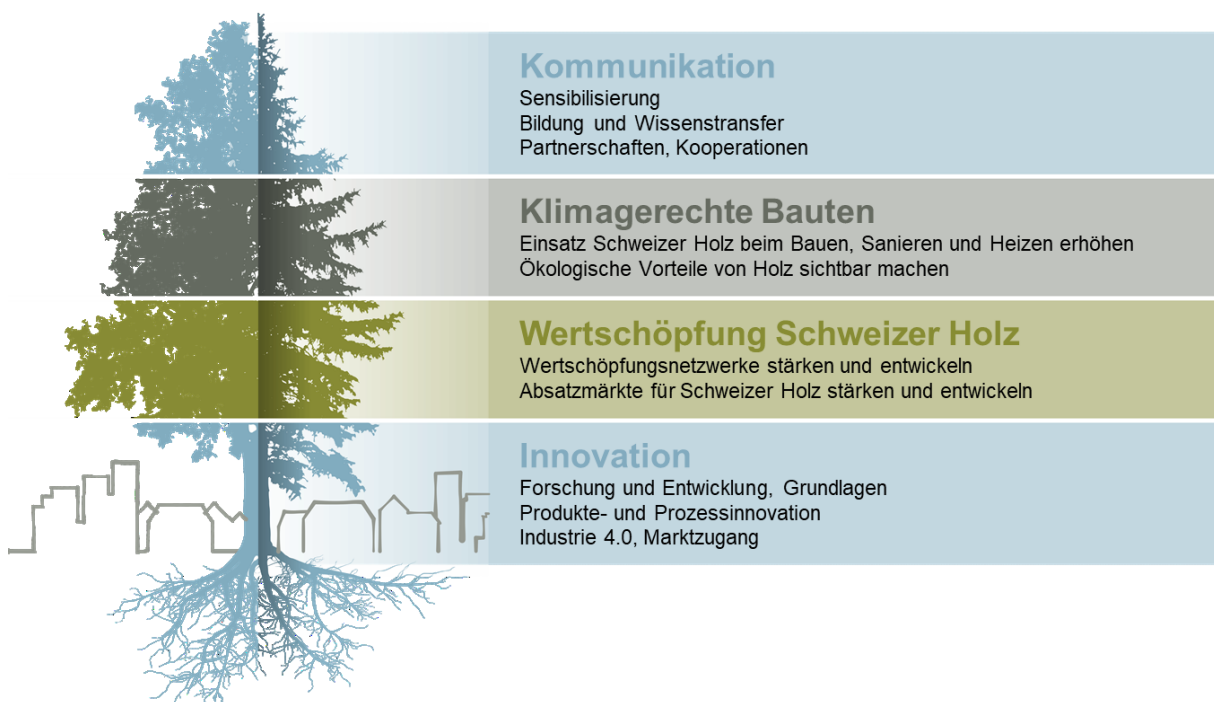 Kommunikation
Sensibilisierung
Bildung und Wissenstransfer
Partnerschaften, Kooperationen
Klimagerechte Bauten
Einsatz Schweizer Holz beim Bauen, Sanieren und Heizen erhöhen
Ökologische Vorteile von Holz sichtbar machen
Wertschöpfung Schweizer Holz
Wertschöpfungsnetzwerke stärken und entwickeln
Absatzmärkte für Schweizer Holz stärken und entwickeln
Innovation
Forschung und Entwicklung, Grundlagen
Produkte- und Prozessinnovation
Industrie 4.0, Marktzugang